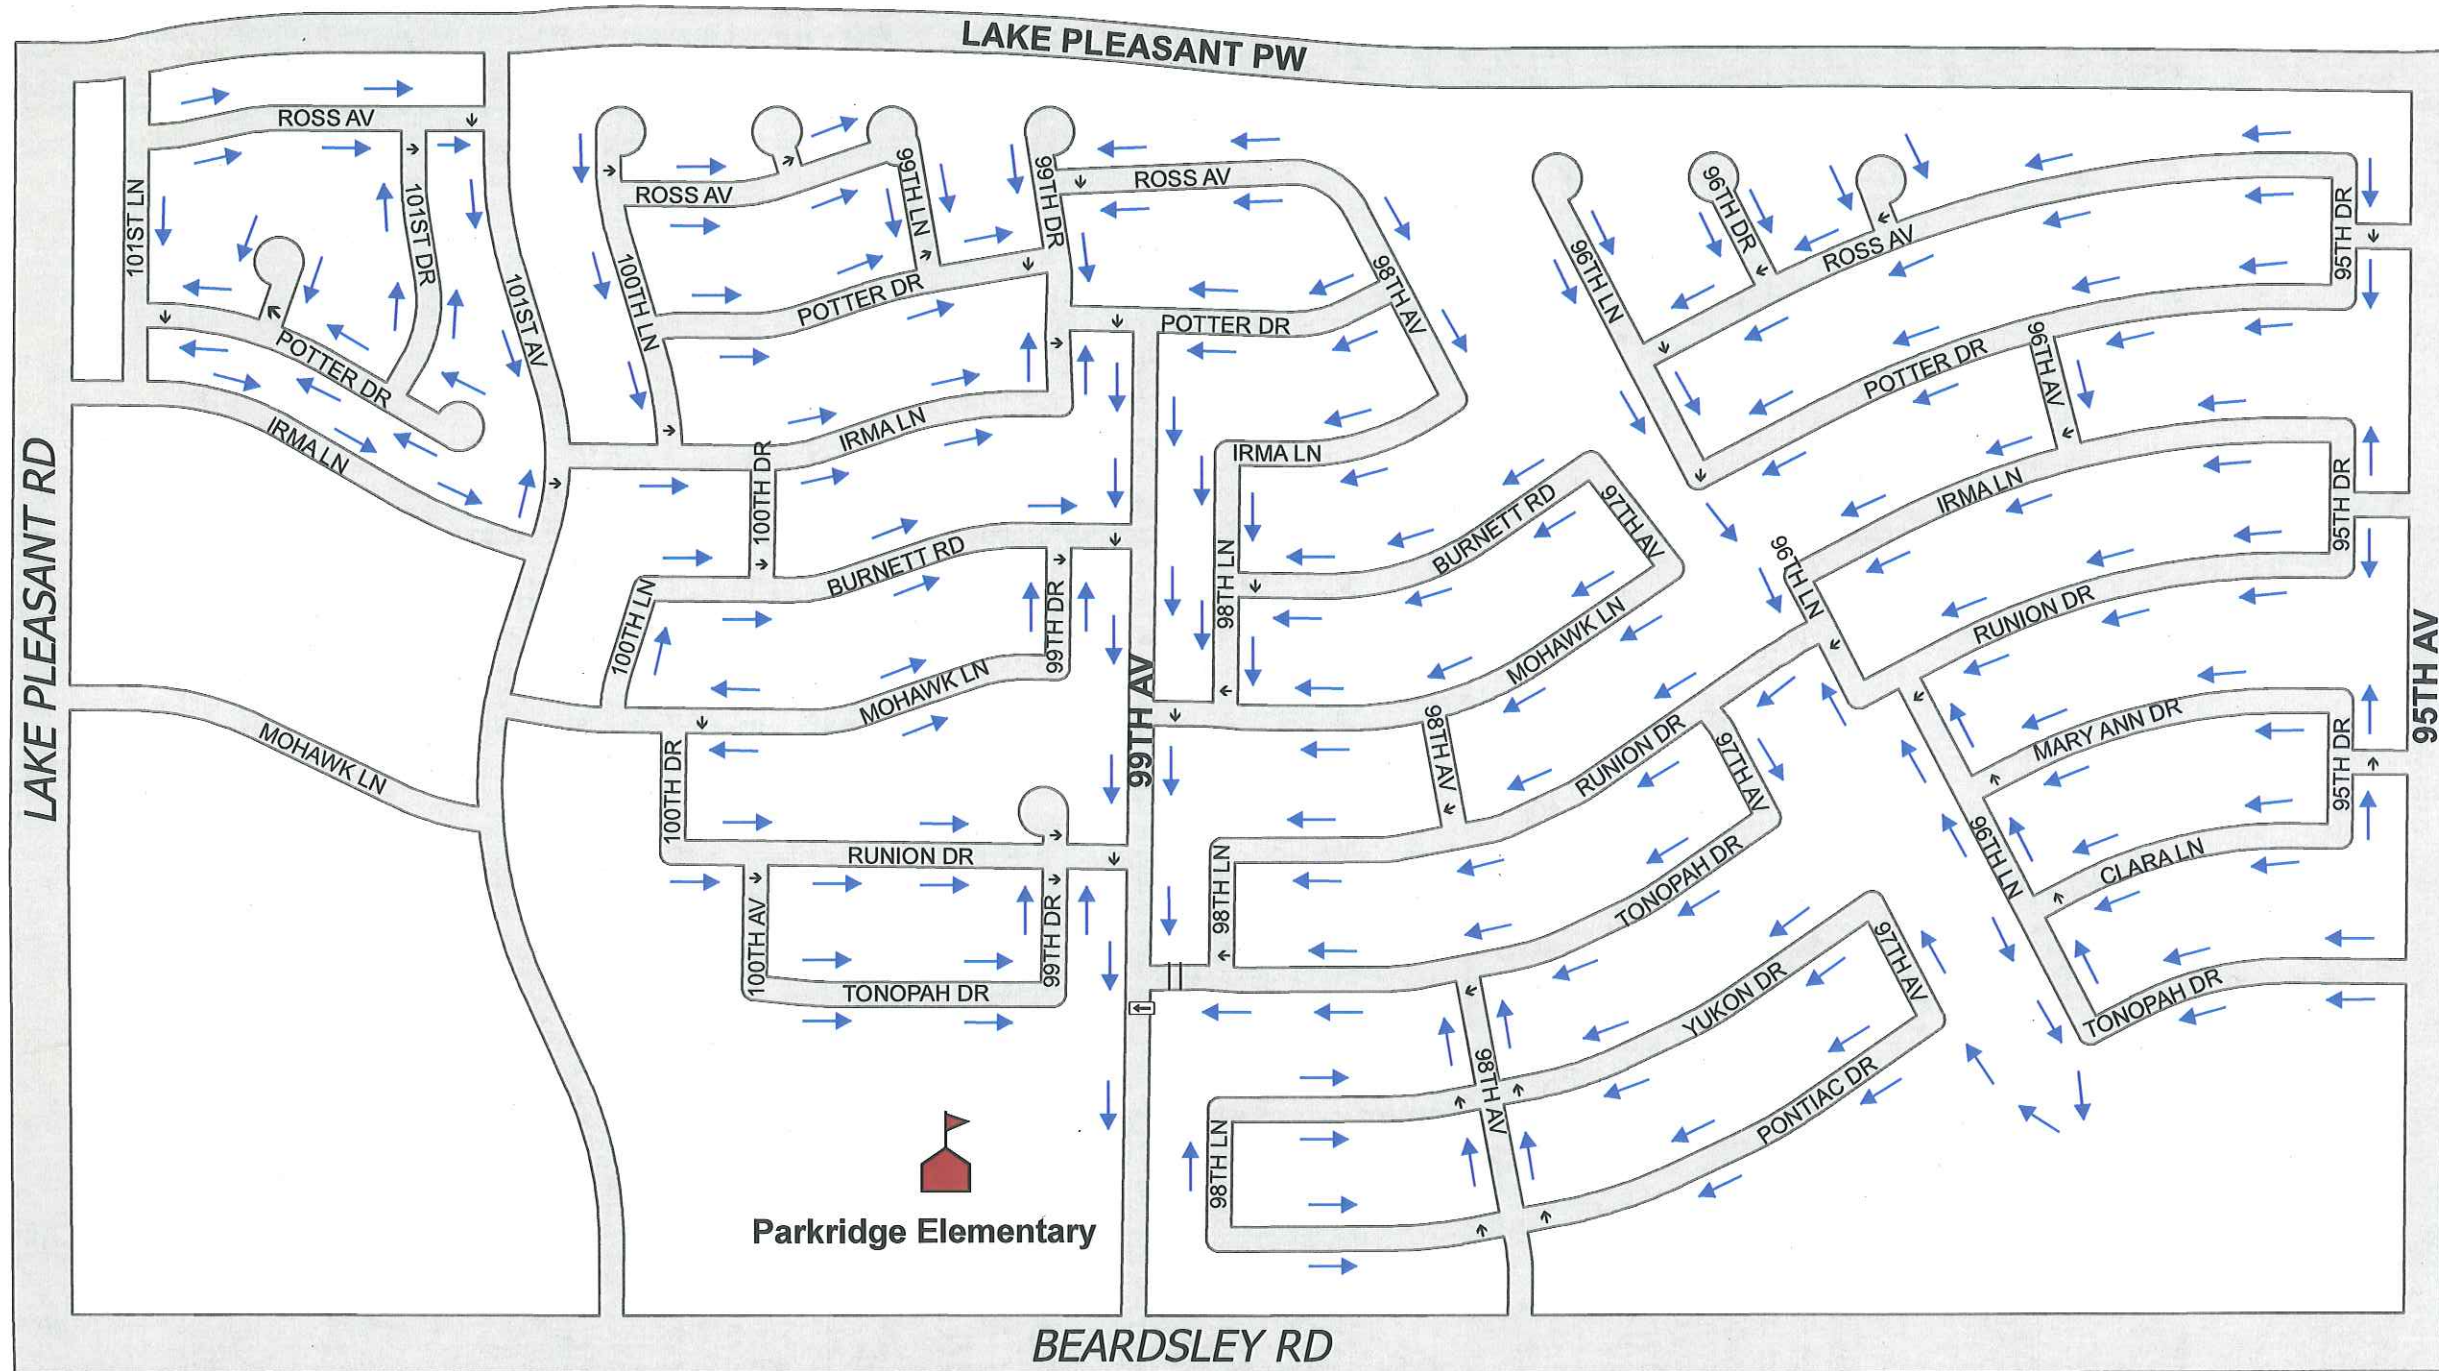 LAKE PLEASANT PW
ROSS AV
101ST LN
101ST DR
POTTER DR
IRMA LN
101ST AV
LAKE PLEASANT RD
MOHAWK LN
ROSS AV
99TH LN
99TH DR
100TH LN
POTTER DR
IRMA LN
100TH DR
BURNETT RD
100TH LN
99TH DR
MOHAWK LN
100TH DR
RUNION DR
100TH AV
99TH DR
TONOPAH DR
Parkridge Elementary
99TH AV
ROSS AV
98TH AV
POTTER DR
IRMA LN
98TH LN
BURNETT RD
97TH AV
MOHAWK LN
98TH AV
RUNION DR
97TH AV
98TH LN
TONOPAH DR
YUKON DR
97TH AV
98TH AV
PONTIAC DR
98TH LN
96TH LN
96TH DR
ROSS AV
95TH DR
POTTER DR
96TH AV
IRMA LN
95TH DR
96TH LN
RUNION DR
MARY ANN DR
95TH DR
96TH LN
CLARA LN
TONOPAH DR
95TH AV
BEARDSLEY RD